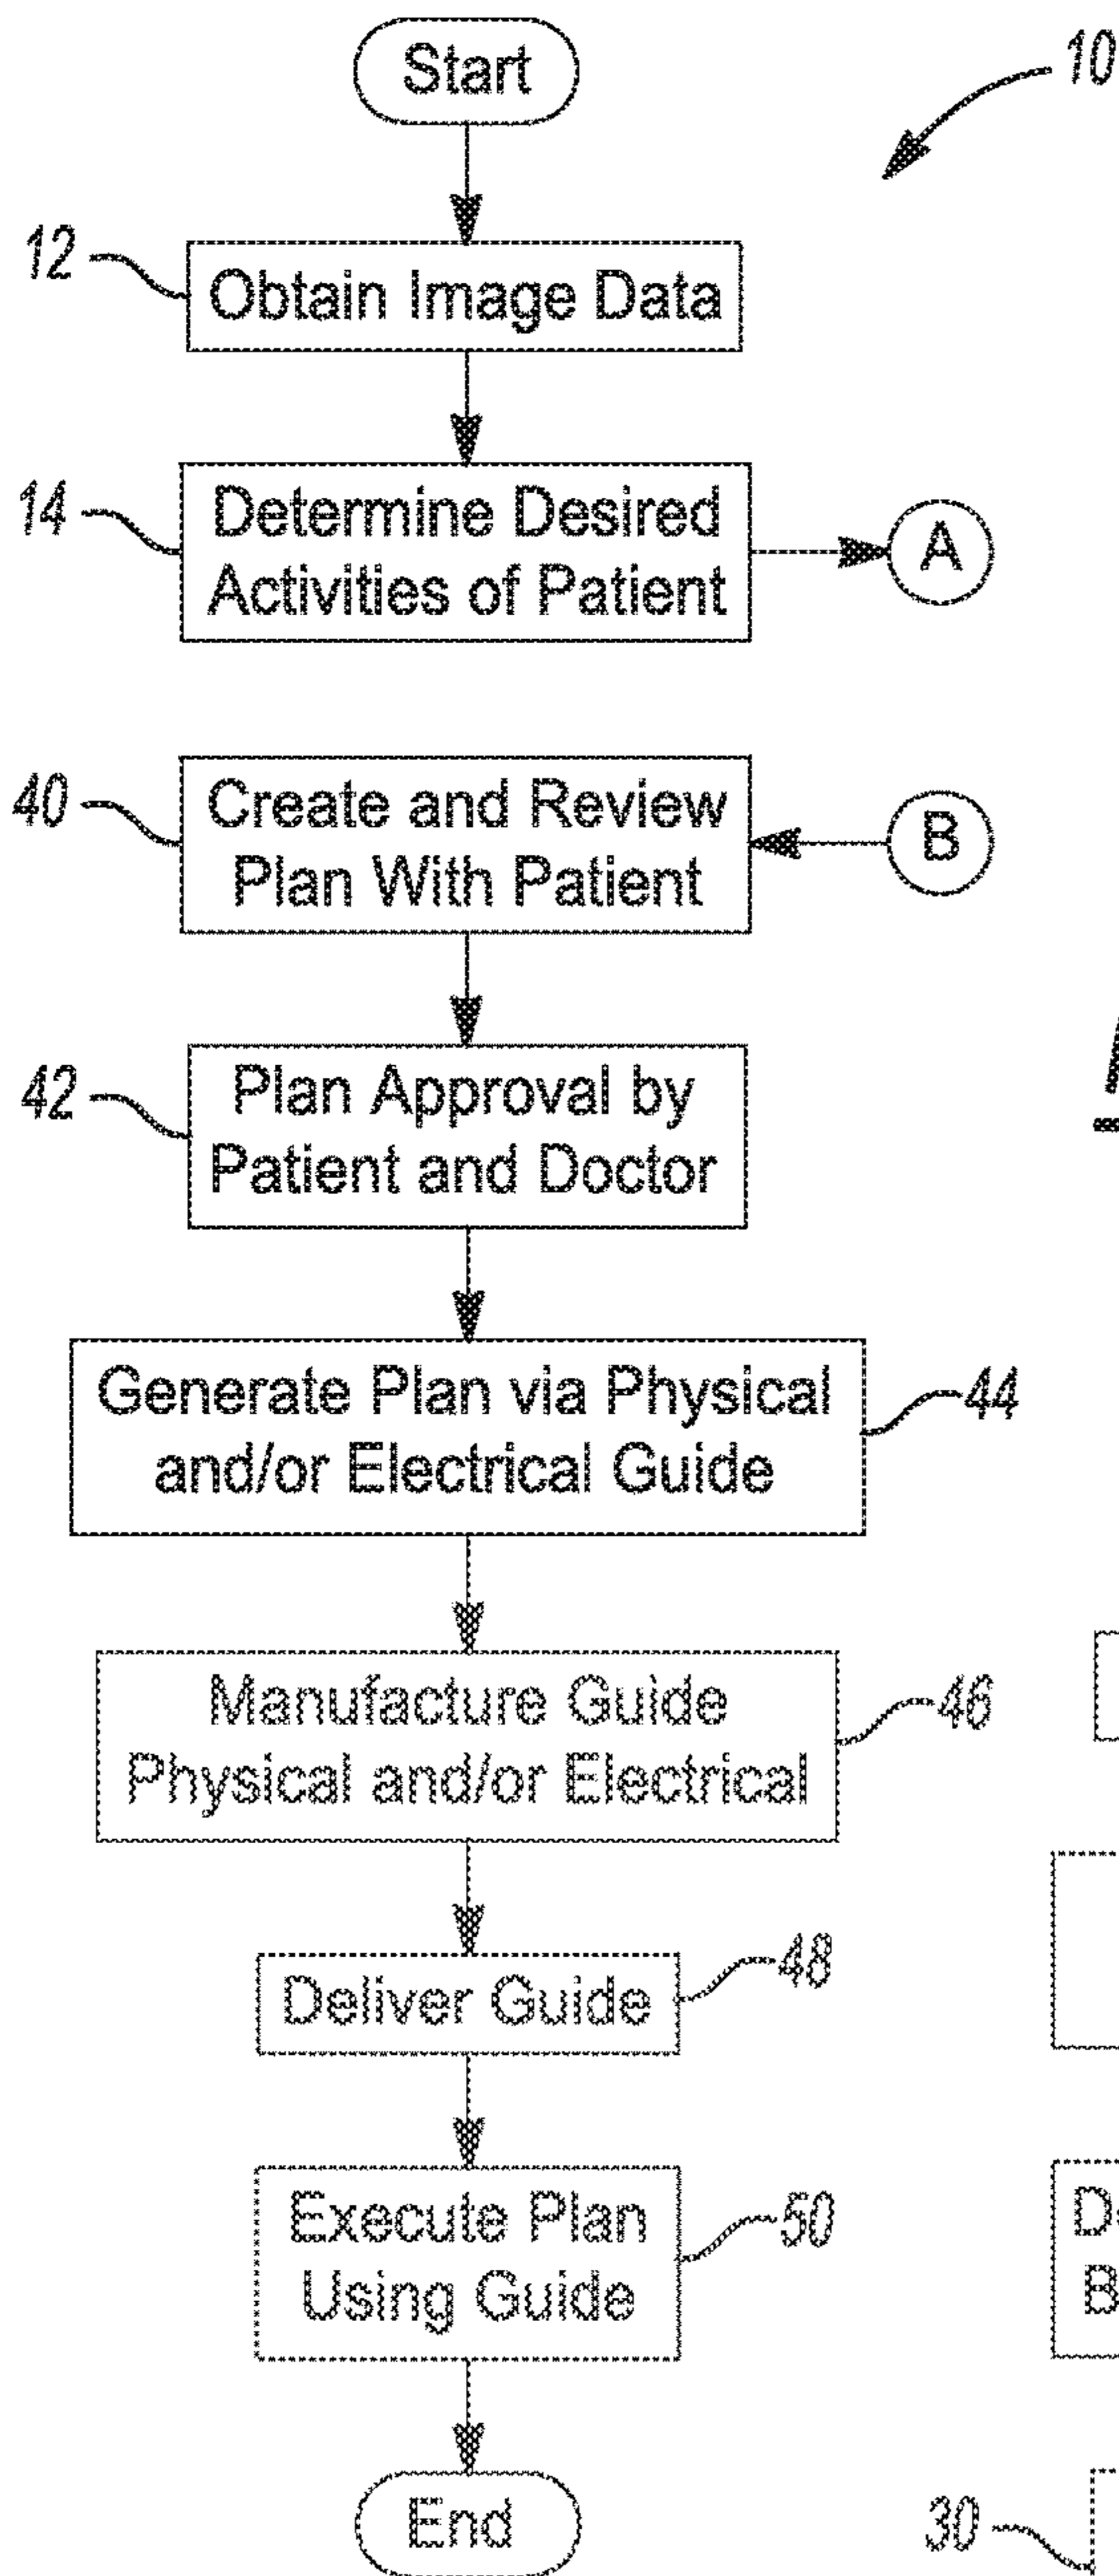 Start
10
12
Obtain Image Data
14
Determine Desired
Activities of Patient
A
40
Create and Review
Plan With Patient
B
42
Plan Approval by
Patient and Doctor
Generate Plan via Physical
and/or Electrical Guide
44
Manufacture Guide
Physical and/or Electrical
46
Deliver Guide
48
Execute Plan
Using Guide
50
End
30